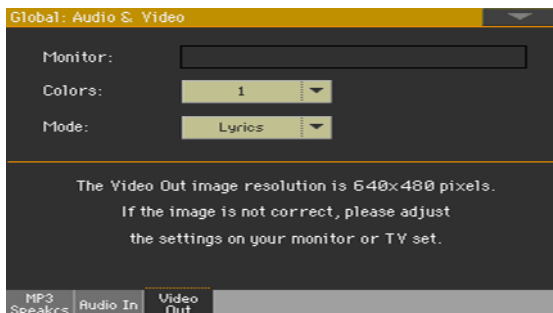 Global: Audio & Video
Monitor:
Colors: 1
Mode: Lyrics
The Video Out image resolution is 640x480 pixels.
If the image is not correct, please adjust
the settings on your monitor or TV set.
MP3 Speakrs Audio In Video Out